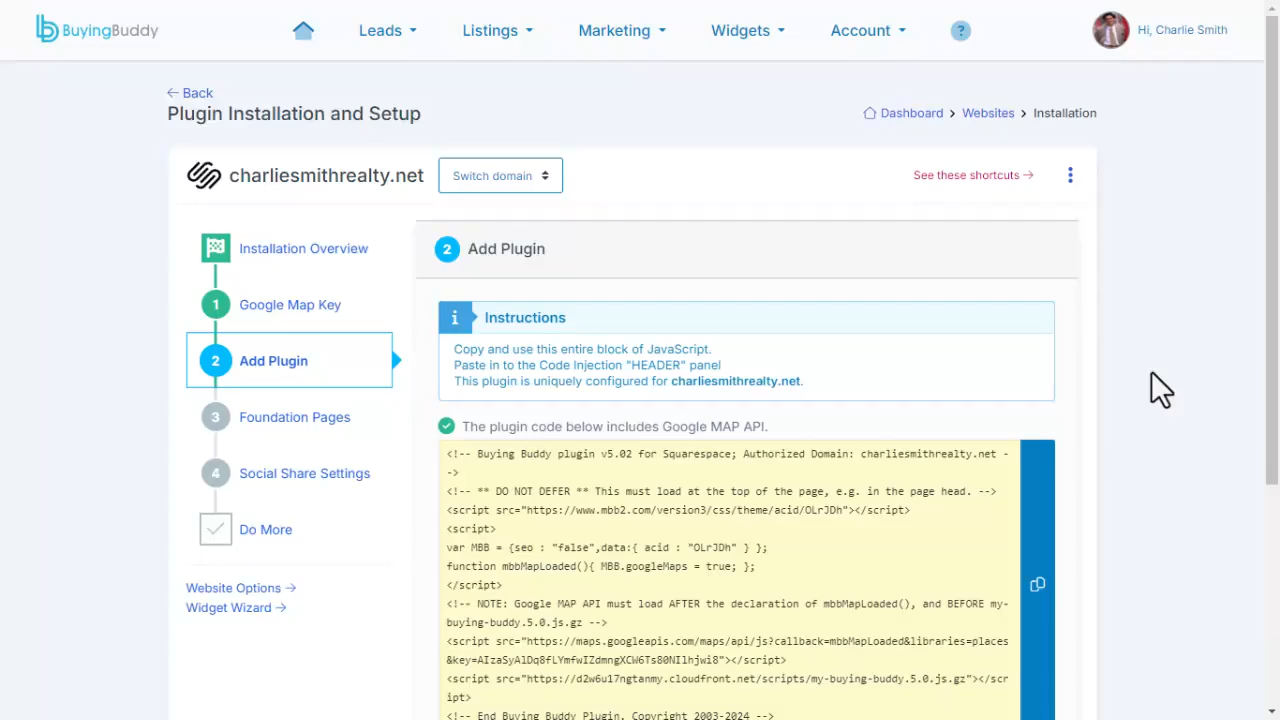 BuyingBuddy
Leads
Listings
Marketing
Widgets
Account
?
Hi, Charlie Smith
← Back
Plugin Installation and Setup
Dashboard > Websites > Installation
charliesmithrealty.net
Switch domain
See these shortcuts →
Installation Overview
1 Google Map Key
2 Add Plugin
3 Foundation Pages
4 Social Share Settings
Do More
Website Options →
Widget Wizard →
2 Add Plugin
i Instructions
Copy and use this entire block of JavaScript.
Paste in to the Code Injection "HEADER" panel
This plugin is uniquely configured for charliesmithrealty.net.
The plugin code below includes Google MAP API.
<!-- Buying Buddy plugin v5.02 for Squarespace; Authorized Domain: charliesmithrealty.net -
->
<!-- ** DO NOT DEFER ** This must load at the top of the page, e.g. in the page head. -->
<script src="https://www.mbb2.com/version3/css/theme/acid/OLrJDh"></script>
<script>
var MBB = {seo : "false",data:{ acid : "OLrJDh" } };
function mbbMapLoaded(){ MBB.googleMaps = true; };
</script>
<!-- NOTE: Google MAP API must load AFTER the declaration of mbbMapLoaded(), and BEFORE my-
buying-buddy.5.0.js.gz -->
<script src="https://maps.googleapis.com/maps/api/js?callback=mbbMapLoaded&libraries=places
&key=AIzaSyAlDq8fLYmfwIZdmngXCW6Ts80NIlhjwi8"></script>
<script src="https://d2w6u17ngtanmy.cloudfront.net/scripts/my-buying-buddy.5.0.js.gz"></scr
ipt>
<!-- End Buying Buddy Plugin. Copyright 2003-2024 -->